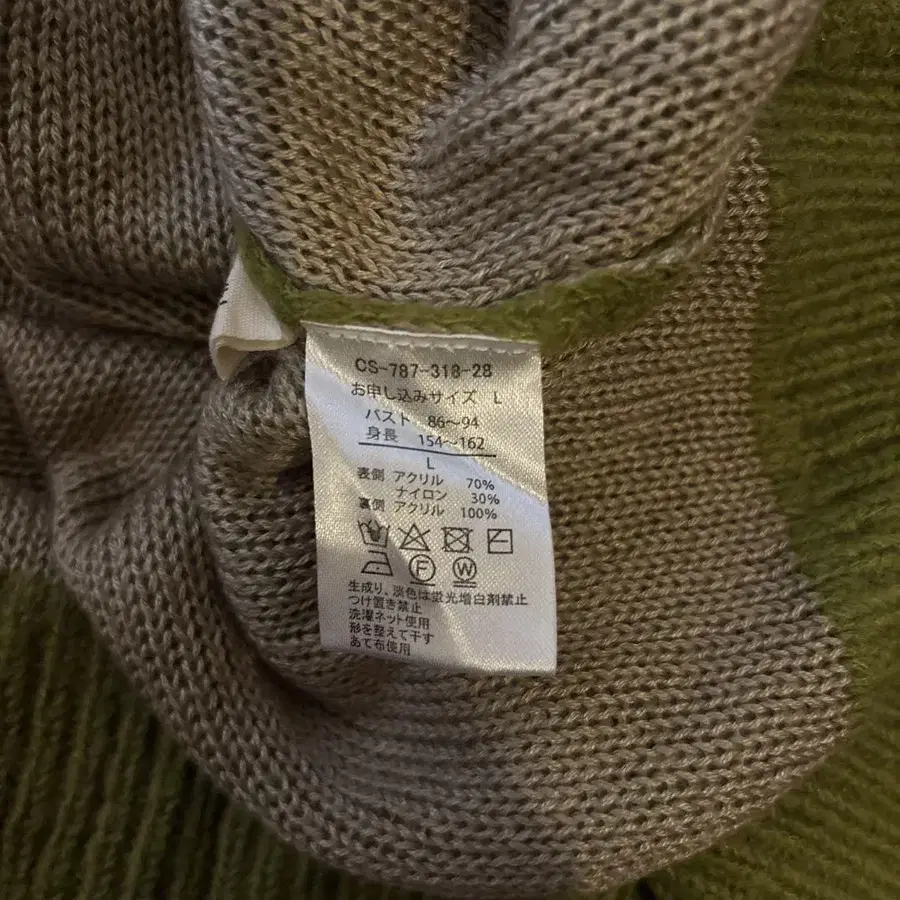 CS-787-318-28
お申し込みサイズ L
バスト 86～94
身長 154～162
L
表側 アクリル 70%
ナイロン 30%
裏側 アクリル 100%
F W
生成り、淡色は蛍光増白剤禁止
つけ置き禁止
洗濯ネット使用
形を整えて干す
あて布使用